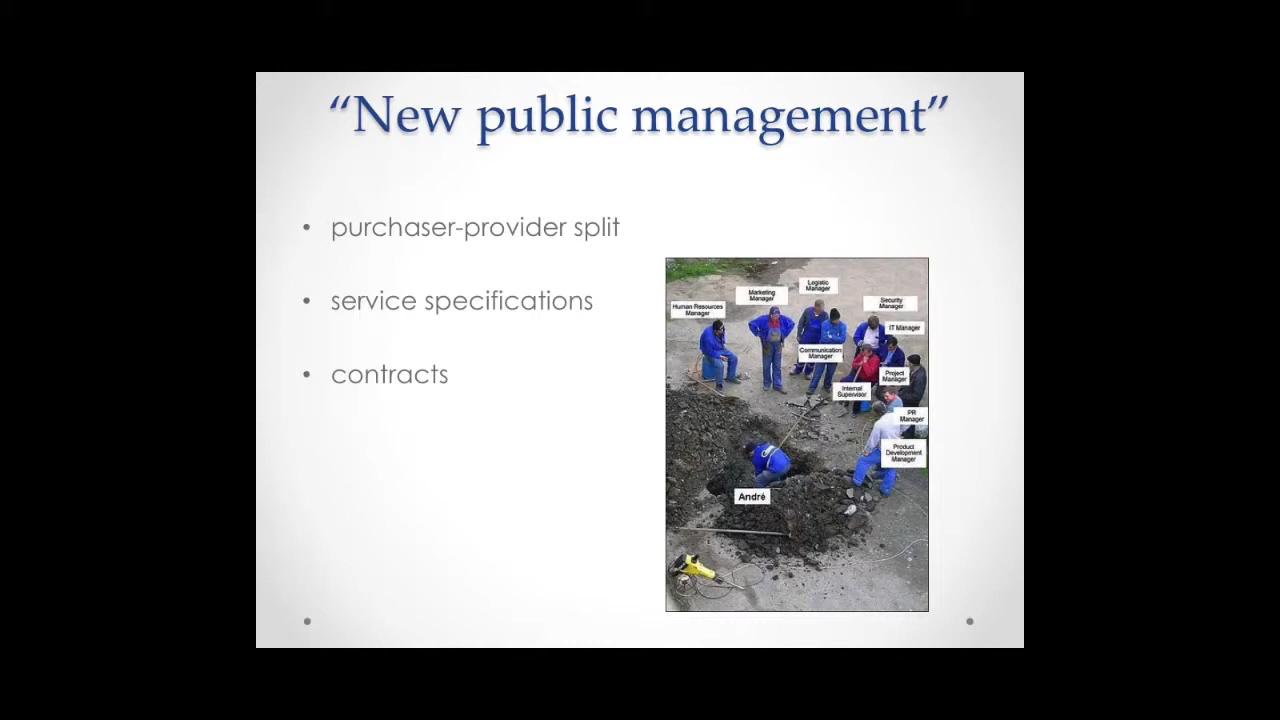 “New public management”
• purchaser-provider split
• service specifications
• contracts
Human Resources
Manager
Marketing
Manager
Logistic
Manager
Security
Manager
IT Manager
Communication
Manager
Project
Manager
Internal
Supervisor
PR
Manager
Product
Development
Manager
André